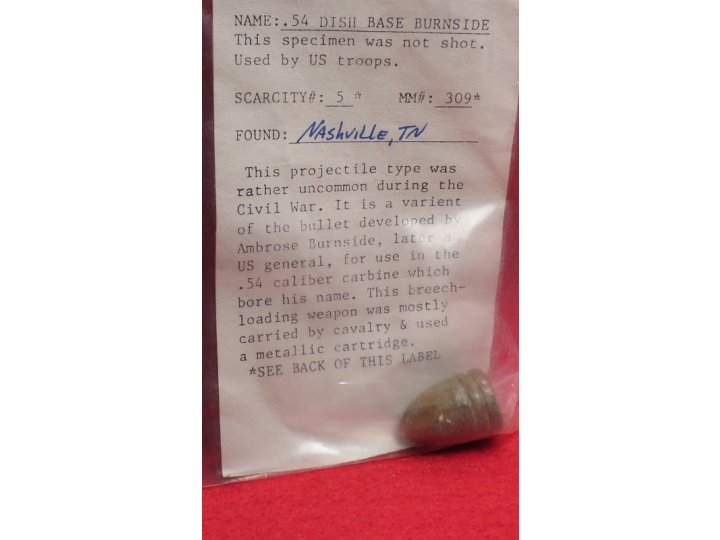 NAME:.54 DISH BASE BURNSIDE
This specimen was not shot.
Used by US troops.
SCARCITY#: 5 * MM#: 309*
FOUND: Nashville, TN
This projectile type was
rather uncommon during the
Civil War. It is a varient
of the bullet developed by
Ambrose Burnside, later a
US general, for use in the
.54 caliber carbine which
bore his name. This breech-
loading weapon was mostly
carried by cavalry & used
a metallic cartridge.
*SEE BACK OF THIS LABEL